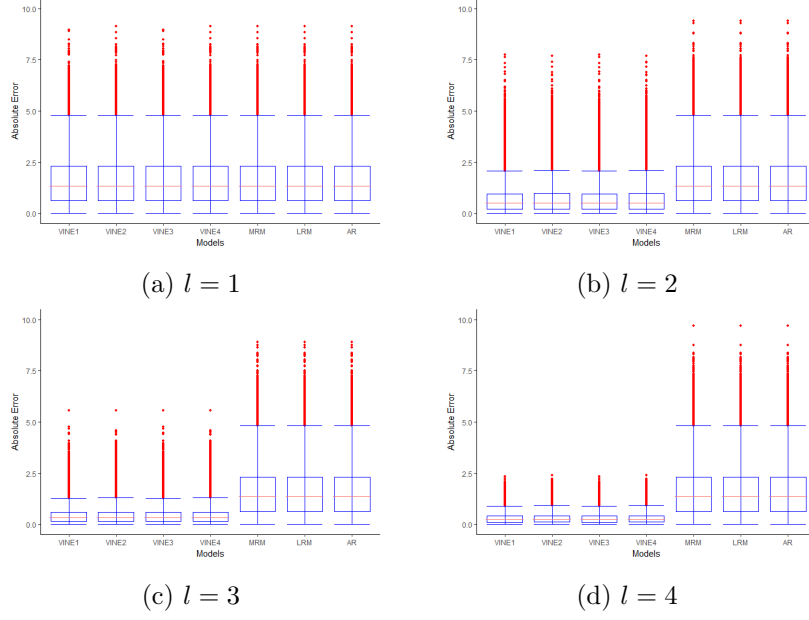 10.0
7.5
5.0
2.5
0.0
Absolute Error
VINE1 VINE2 VINE3 VINE4 MRM LRM AR
Models
(a) l = 1
10.0
7.5
5.0
2.5
0.0
Absolute Error
VINE1 VINE2 VINE3 VINE4 MRM LRM AR
Models
(b) l = 2
10.0
7.5
5.0
2.5
0.0
Absolute Error
VINE1 VINE2 VINE3 VINE4 MRM LRM AR
Models
(c) l = 3
10.0
7.5
5.0
2.5
0.0
Absolute Error
VINE1 VINE2 VINE3 VINE4 MRM LRM AR
Models
(d) l = 4